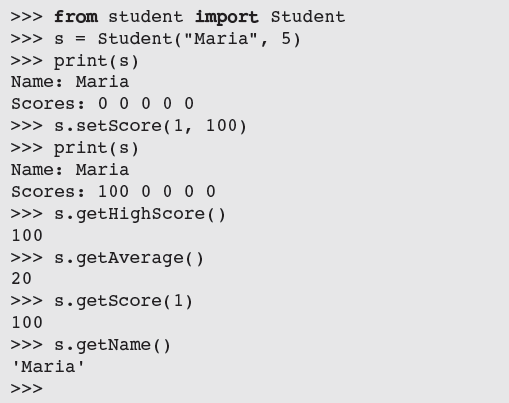 >>> from student import Student
>>> s = Student("Maria", 5)
>>> print(s)
Name: Maria
Scores: 0 0 0 0 0
>>> s.setScore(1, 100)
>>> print(s)
Name: Maria
Scores: 100 0 0 0 0
>>> s.getHighScore()
100
>>> s.getAverage()
20
>>> s.getScore(1)
100
>>> s.getName()
'Maria'
>>>